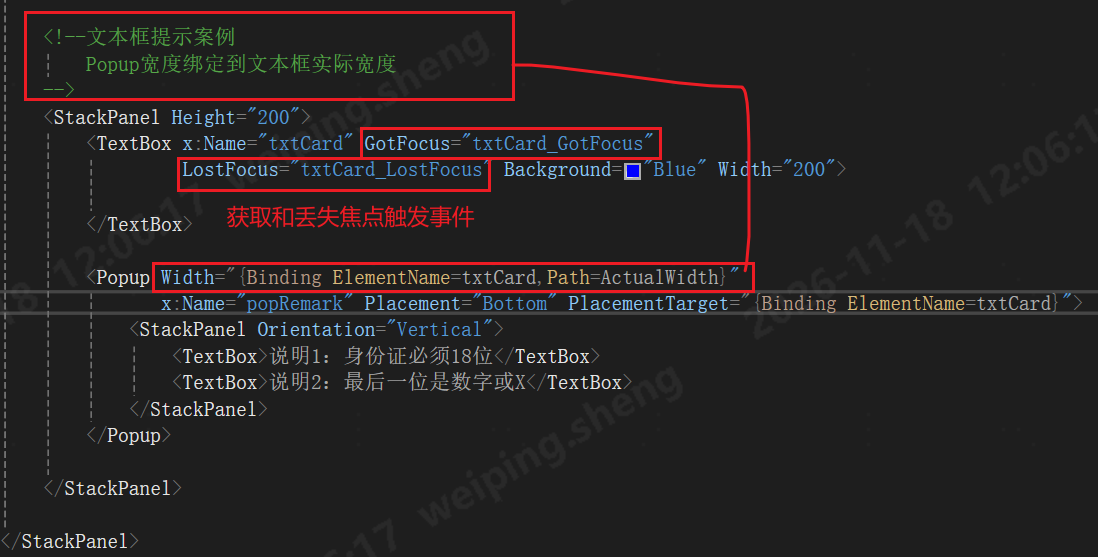 <!--文本框提示案例
Popup宽度绑定到文本框实际宽度
-->
<StackPanel Height="200">
<TextBox x:Name="txtCard" GotFocus="txtCard_GotFocus"
LostFocus="txtCard_LostFocus" Background="Blue" Width="200">
</TextBox>
获取和丢失焦点触发事件
<Popup Width="{Binding ElementName=txtCard,Path=ActualWidth}"
x:Name="popRemark" Placement="Bottom" PlacementTarget="{Binding ElementName=txtCard}">
<StackPanel Orientation="Vertical">
<TextBox>说明1：身份证必须18位</TextBox>
<TextBox>说明2：最后一位是数字或X</TextBox>
</StackPanel>
</Popup>
</StackPanel>
</StackPanel>
weiping.sheng
weiping.sheng